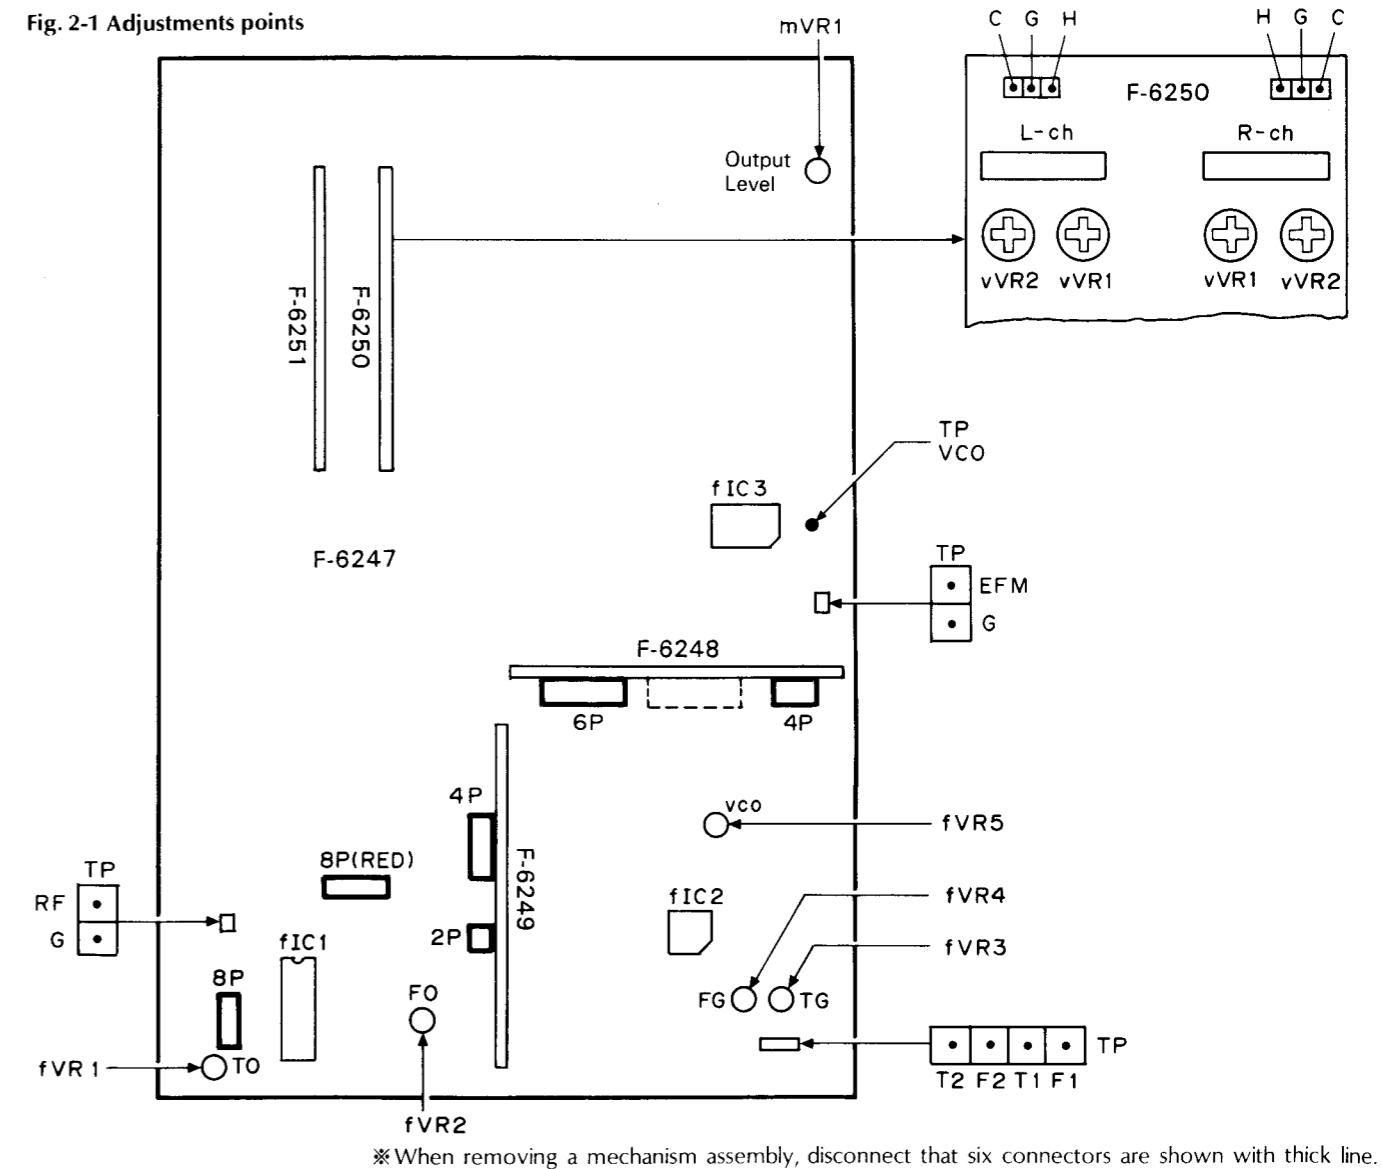 Fig. 2-1 Adjustments points
mVR1
C G H
H G C
F-6250
L-ch
R-ch
Output
Level
vVR2 vVR1
vVR1 vVR2
F-6251
F-6250
TP
VCO
fIC3
F-6247
TP
EFM
G
F-6248
6P
4P
4P
vco
fVR5
8P(RED)
F-6249
TP
RF
G
fIC2
fVR4
2P
fIC1
fVR3
8P
FO
FG
TG
fVR1
TO
TP
T2 F2 T1 F1
fVR2
※When removing a mechanism assembly, disconnect that six connectors are shown with thick line.